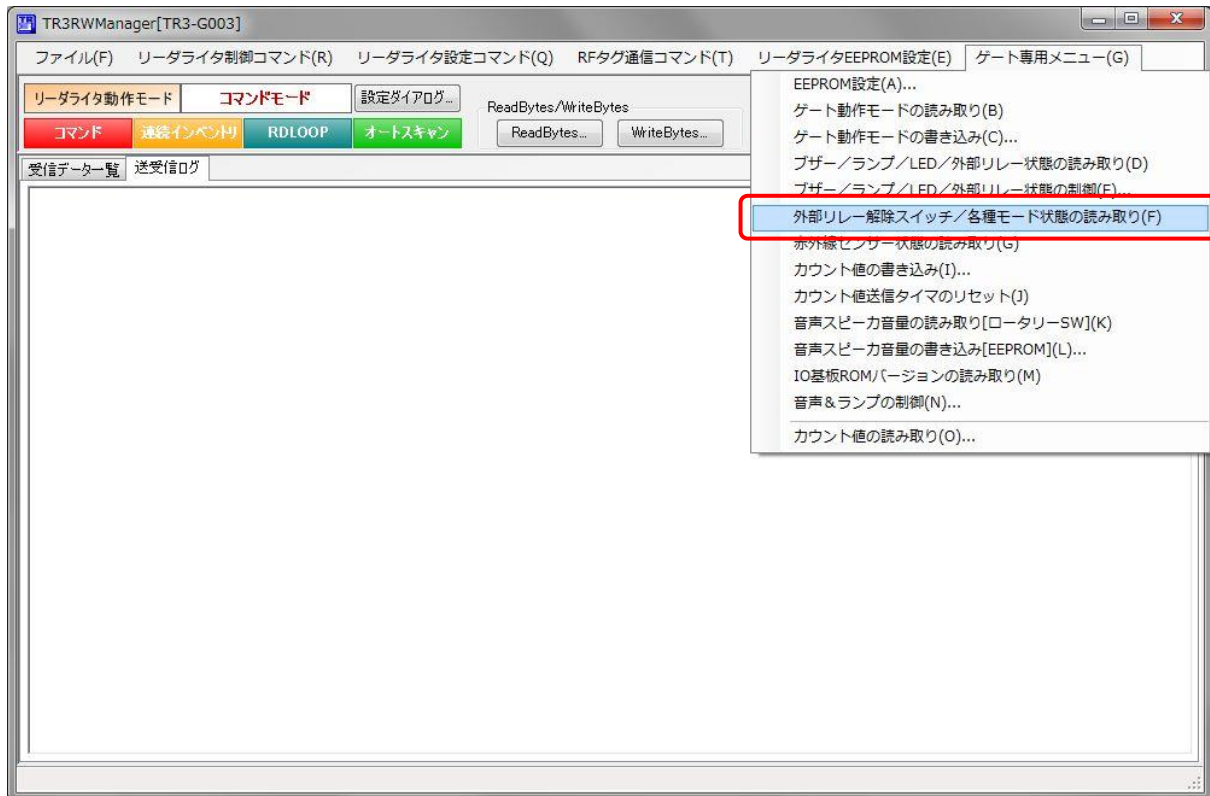 TR3RWManager[TR3-G003]
ファイル(F) リーダライタ制御コマンド(R) リーダライタ設定コマンド(Q) RFタグ通信コマンド(T) リーダライタEEPROM設定(E) ゲート専用メニュー(G)
リーダライタ動作モード コマンドモード 設定ダイアログ...
ReadBytes/WriteBytes
コマンド 連続インベントリ RDLOOP オートスキャン ReadBytes... WriteBytes...
受信データ一覧 送受信ログ
EEPROM設定(A)...
ゲート動作モードの読み取り(B)
ゲート動作モードの書き込み(C)...
ブザー／ランプ／LED／外部リレー状態の読み取り(D)
ブザー／ランプ／LED／外部リレー状態の制御(E)...
外部リレー解除スイッチ／各種モード状態の読み取り(F)
赤外線センサー状態の読み取り(G)
カウント値の書き込み(I)...
カウント値送信タイマのリセット(J)
音声スピーカ音量の読み取り[ロータリーSW](K)
音声スピーカ音量の書き込み[EEPROM](L)...
IO基板ROMバージョンの読み取り(M)
音声＆ランプの制御(N)...
カウント値の読み取り(O)...